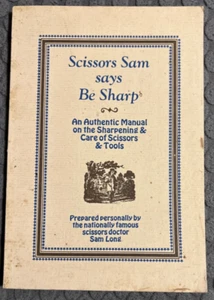 Scissors Sam
says
Be Sharp
An Authentic Manual
on the Sharpening &
Care of Scissors
& Tools
Prepared personally by
the nationally famous
scissors doctor
Sam Long